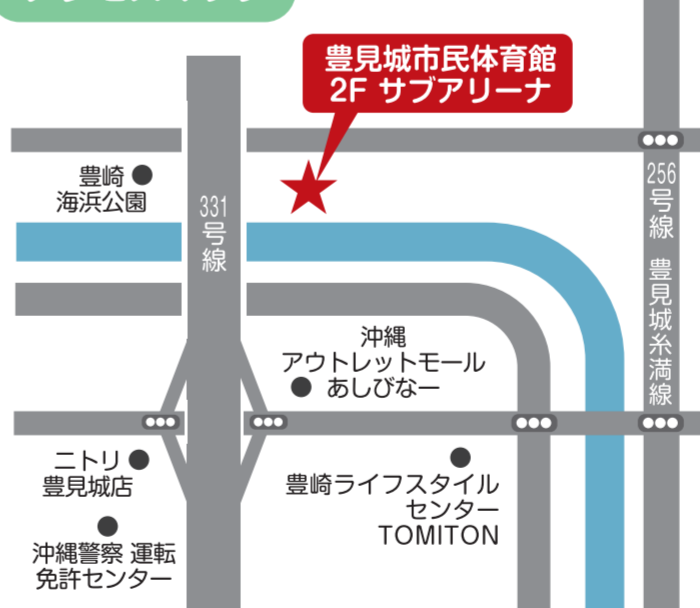 豊見城市民体育館
2F サブアリーナ
豊崎
海浜公園
331
号
線
256
号
線
豊
見
城
糸
満
線
沖縄
アウトレットモール
あしびなー
ニトリ
豊見城店
豊崎ライフスタイル
センター
TOMITON
沖縄警察 運転
免許センター